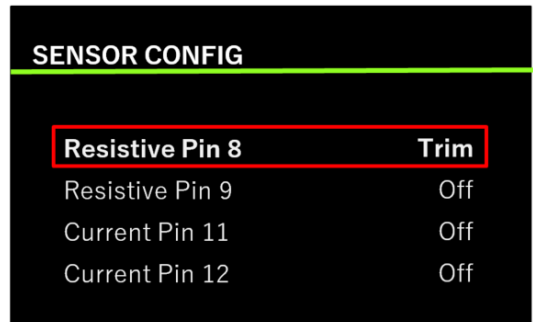 SENSOR CONFIG
Resistive Pin 8 Trim
Resistive Pin 9 Off
Current Pin 11 Off
Current Pin 12 Off